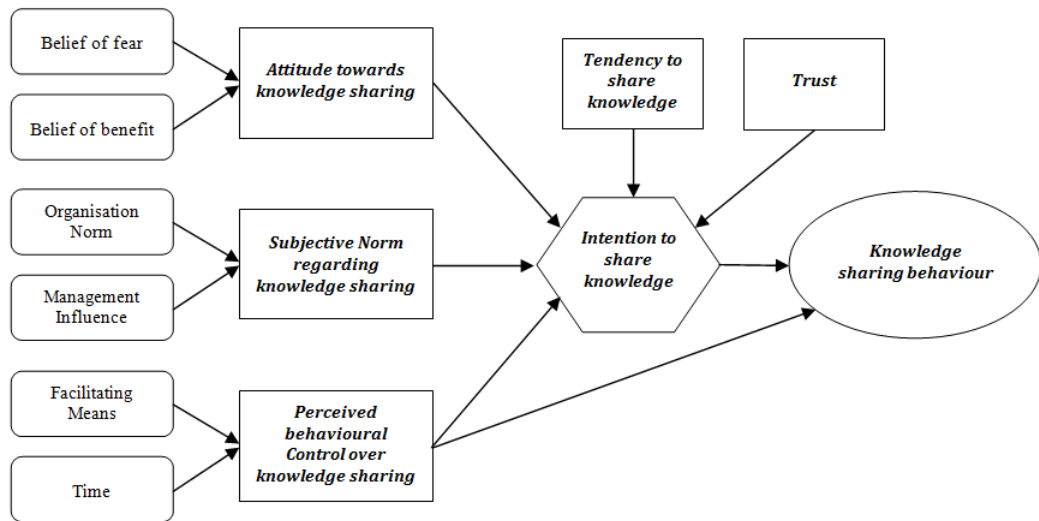 Belief of fear
Belief of benefit
Attitude towards
knowledge sharing
Tendency to
share
knowledge
Trust
Organisation
Norm
Management
Influence
Subjective Norm
regarding
knowledge sharing
Intention to
share
knowledge
Knowledge
sharing behaviour
Facilitating
Means
Time
Perceived
behavioural
Control over
knowledge sharing